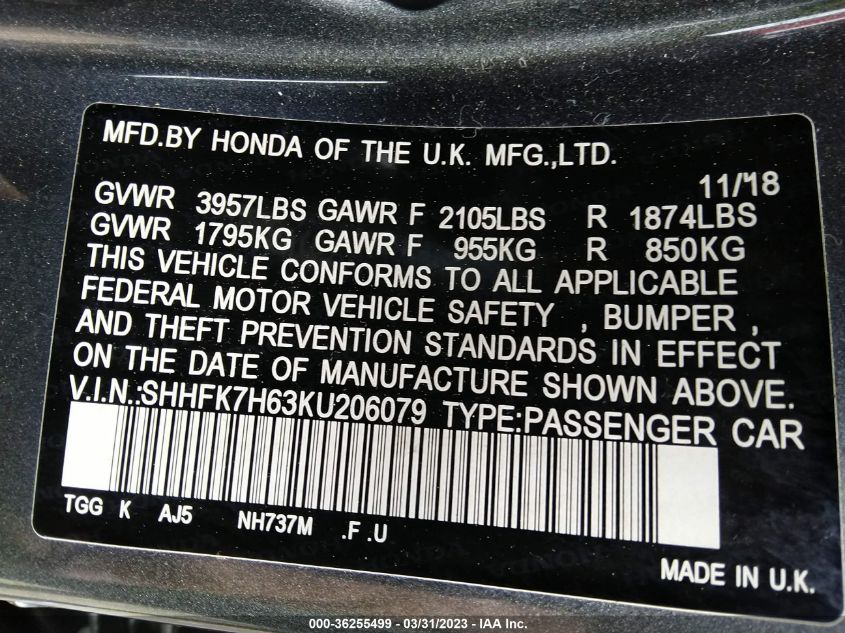 MFD.BY HONDA OF THE U.K. MFG.,LTD.
11/18
GVWR 3957LBS GAWR F 2105LBS R 1874LBS
GVWR 1795KG GAWR F 955KG R 850KG
THIS VEHICLE CONFORMS TO ALL APPLICABLE
FEDERAL MOTOR VEHICLE SAFETY , BUMPER ,
AND THEFT PREVENTION STANDARDS IN EFFECT
ON THE DATE OF MANUFACTURE SHOWN ABOVE.
V.I.N.:SHHFK7H63KU206079 TYPE:PASSENGER CAR
TGG K AJ5 NH737M .F .U
MADE IN U.K.
000-36255499 — 03/31/2023 — IAA Inc.